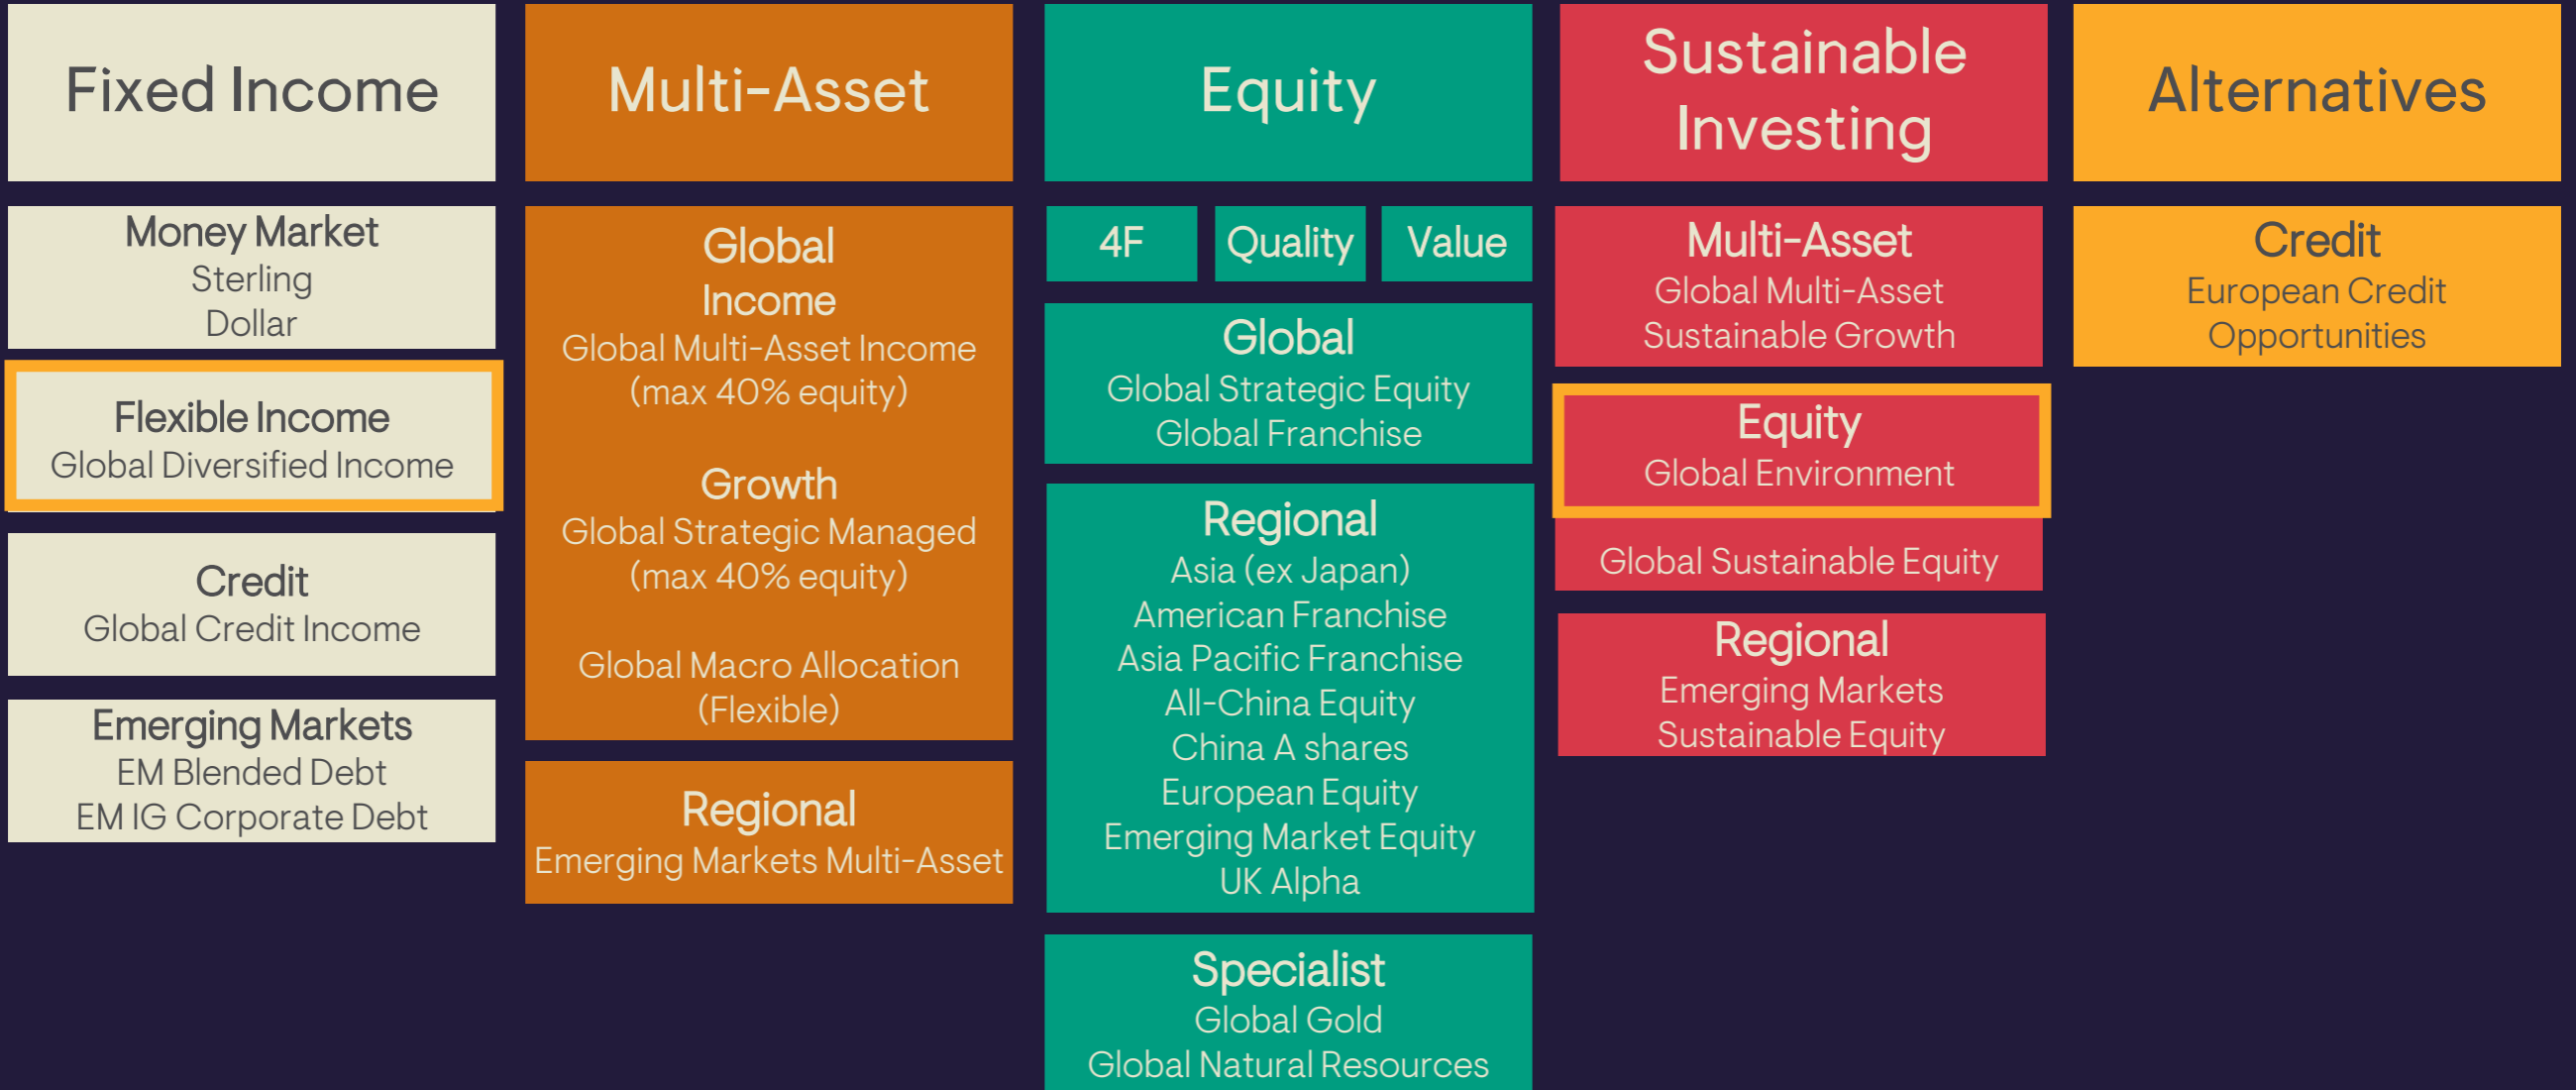 Fixed Income
Money Market
Sterling
Dollar
Flexible Income
Global Diversified Income
Credit
Global Credit Income
Emerging Markets
EM Blended Debt
EM IG Corporate Debt
Multi-Asset
Global
Income
Global Multi-Asset Income
(max 40% equity)
Growth
Global Strategic Managed
(max 40% equity)
Global Macro Allocation
(Flexible)
Regional
Emerging Markets Multi-Asset
Equity
4F
Quality
Value
Global
Global Strategic Equity
Global Franchise
Regional
Asia (ex Japan)
American Franchise
Asia Pacific Franchise
All-China Equity
China A shares
European Equity
Emerging Market Equity
UK Alpha
Specialist
Global Gold
Global Natural Resources
Sustainable
Investing
Multi-Asset
Global Multi-Asset
Sustainable Growth
Equity
Global Environment
Global Sustainable Equity
Regional
Emerging Markets
Sustainable Equity
Alternatives
Credit
European Credit
Opportunities